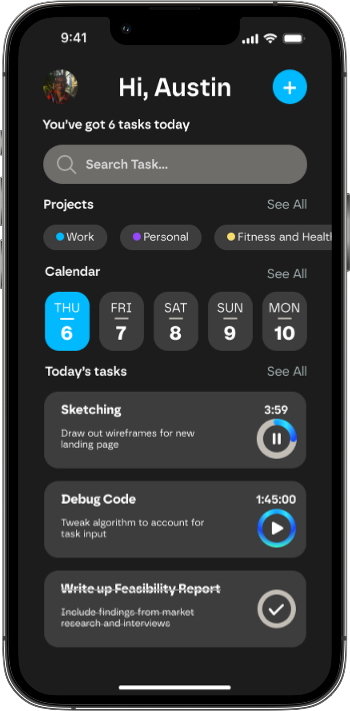 9:41
Hi, Austin
You've got 6 tasks today
Search Task...
Projects See All
Work Personal Fitness and Health
Calendar See All
THU FRI SAT SUN MON
6 7 8 9 10
Today's tasks See All
Sketching 3:59
Draw out wireframes for new
landing page
Debug Code 1:45:00
Tweak algorithm to account for
task input
Write up Feasibility Report
Include findings from market
research and interviews